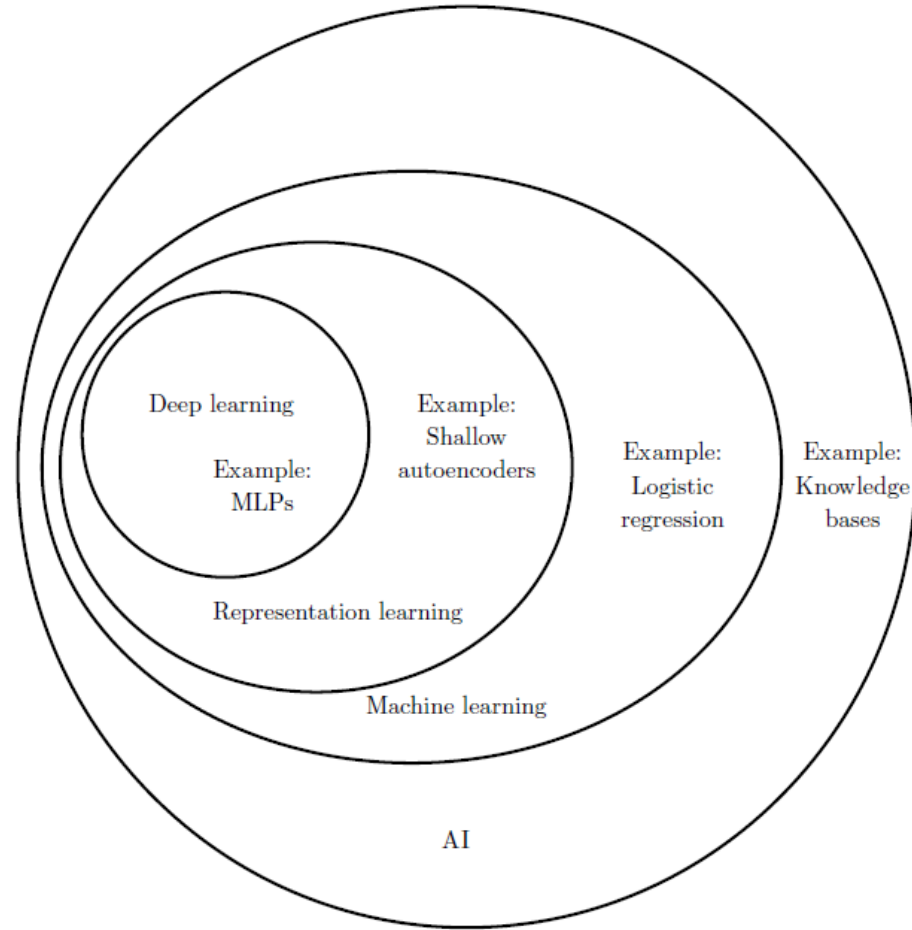 Deep learning
Example:
MLPs
Example:
Shallow
autoencoders
Example:
Logistic
regression
Example:
Knowledge
bases
Representation learning
Machine learning
AI